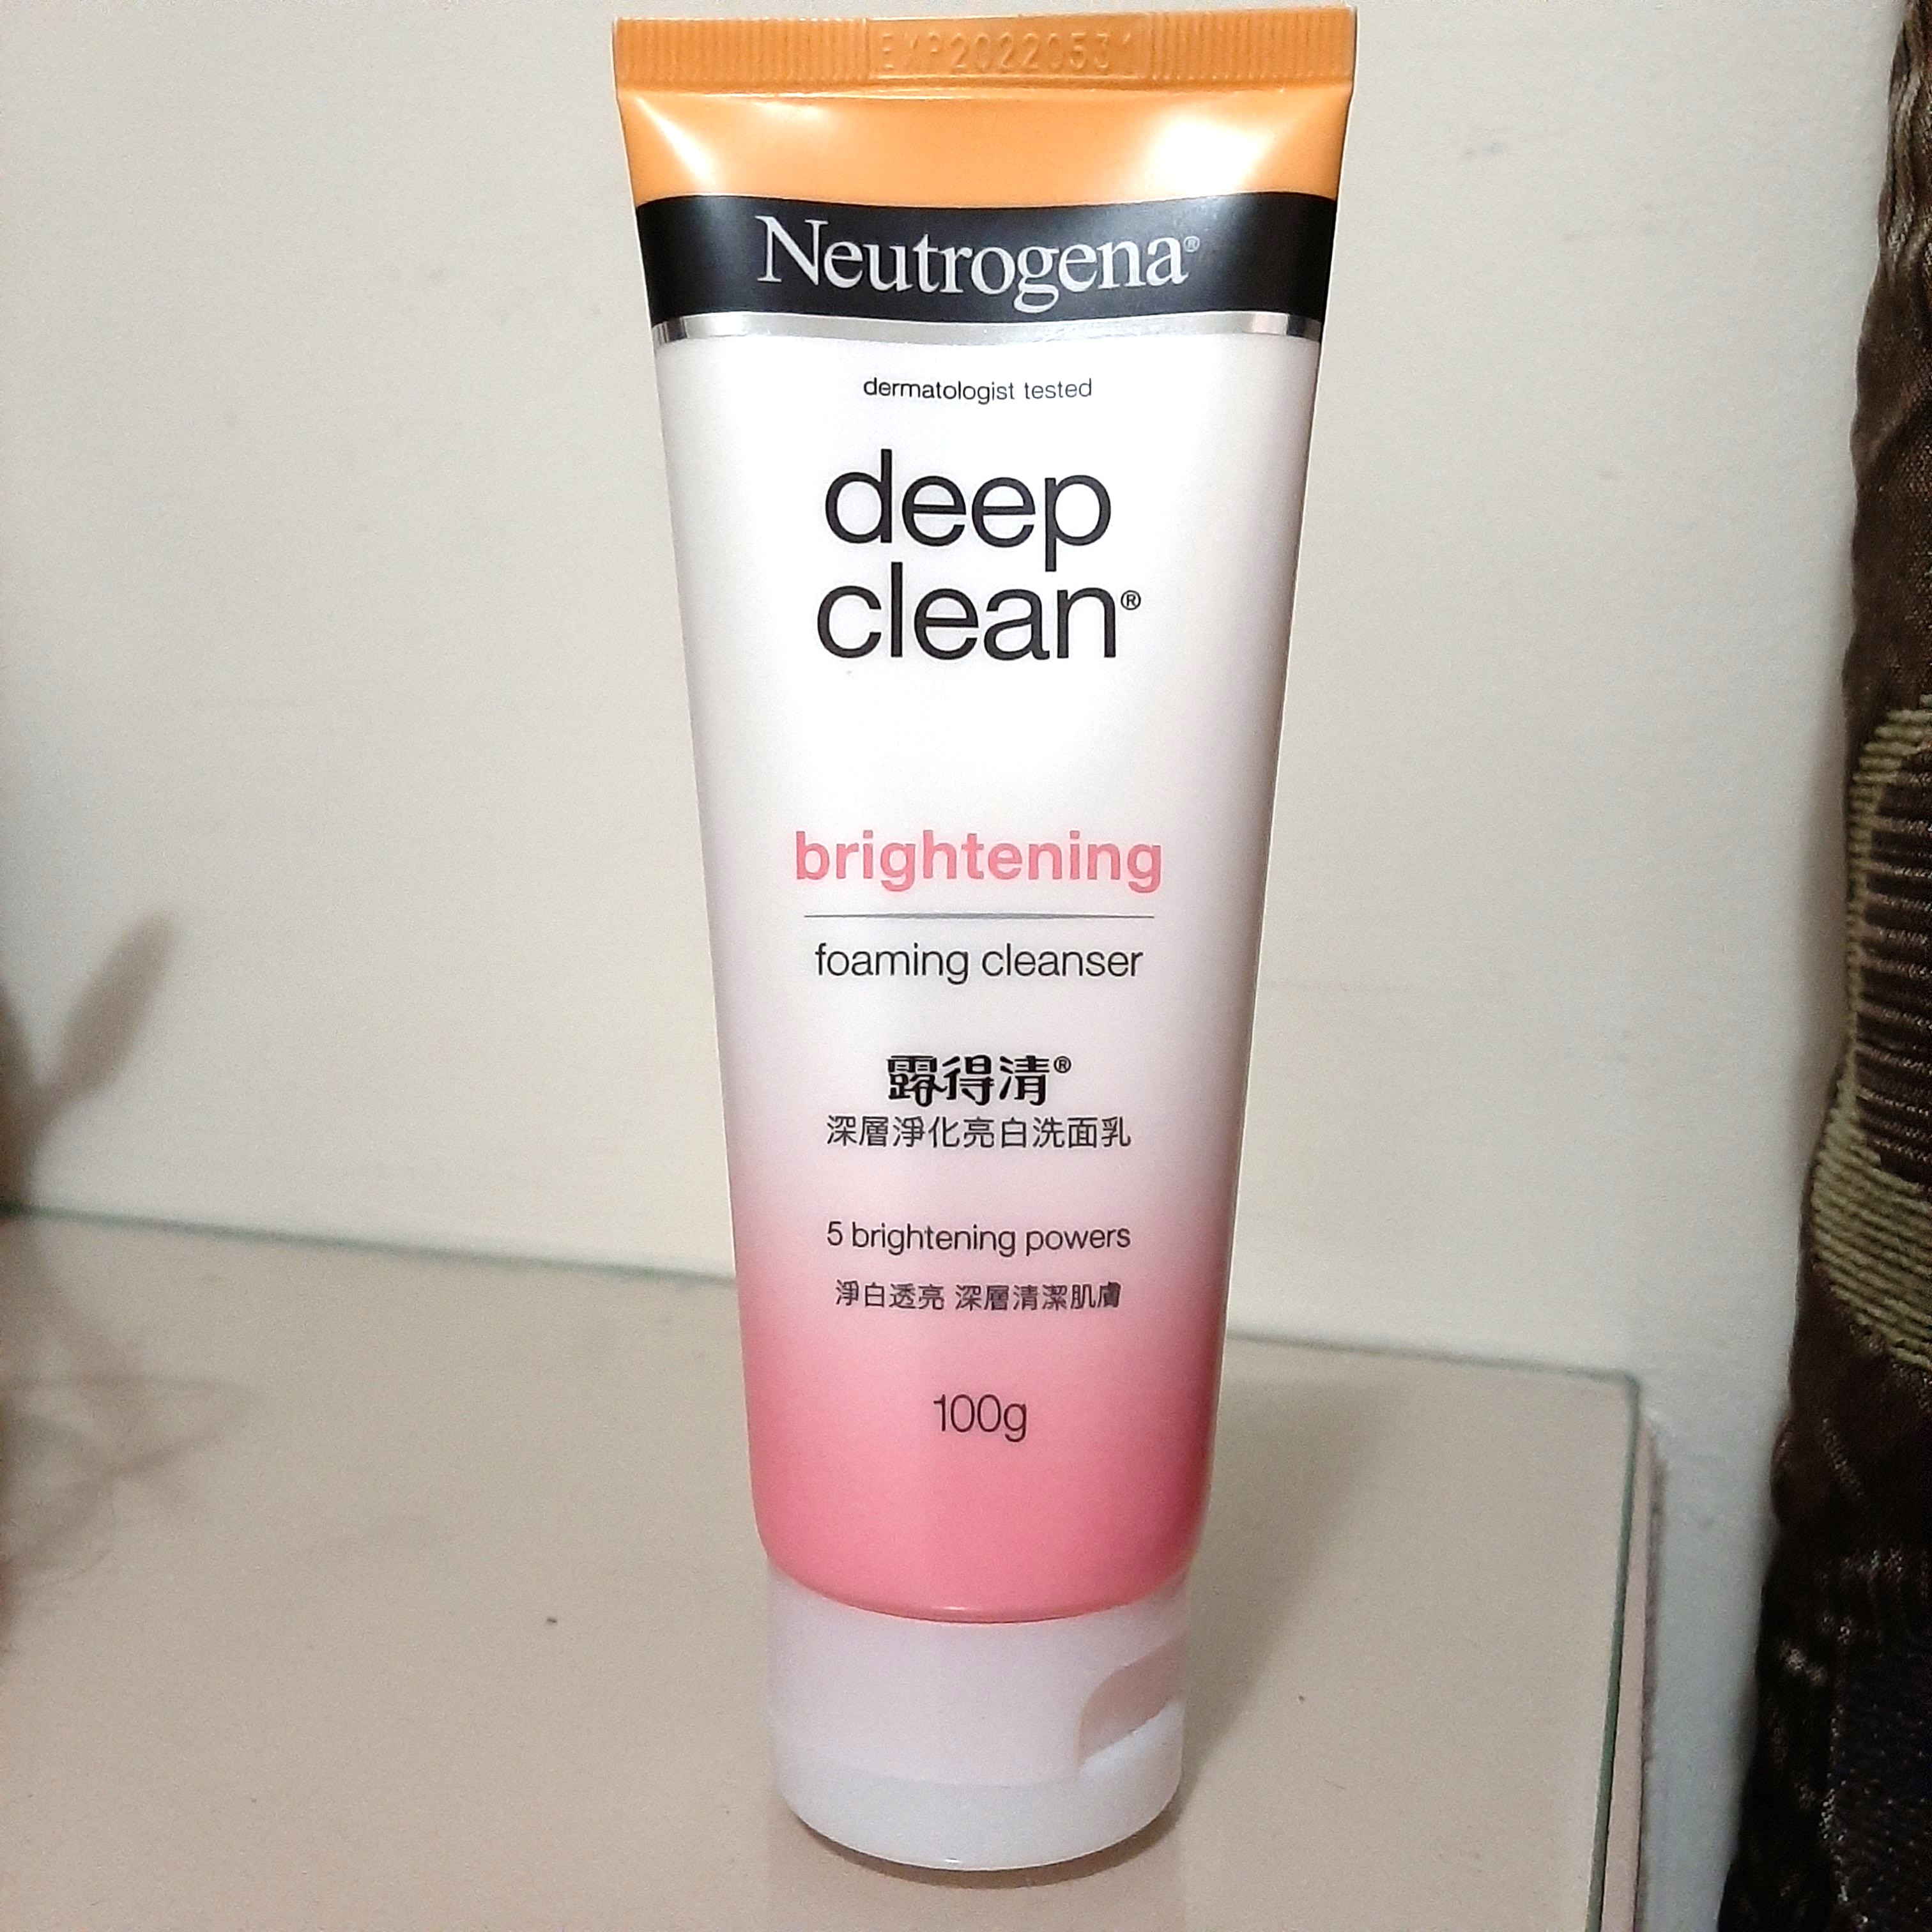 EXP20220531
Neutrogena®
dermatologist tested
deep
clean®
brightening
foaming cleanser
露得清®
深層淨化亮白洗面乳
5 brightening powers
淨白透亮 深層清潔肌膚
100g